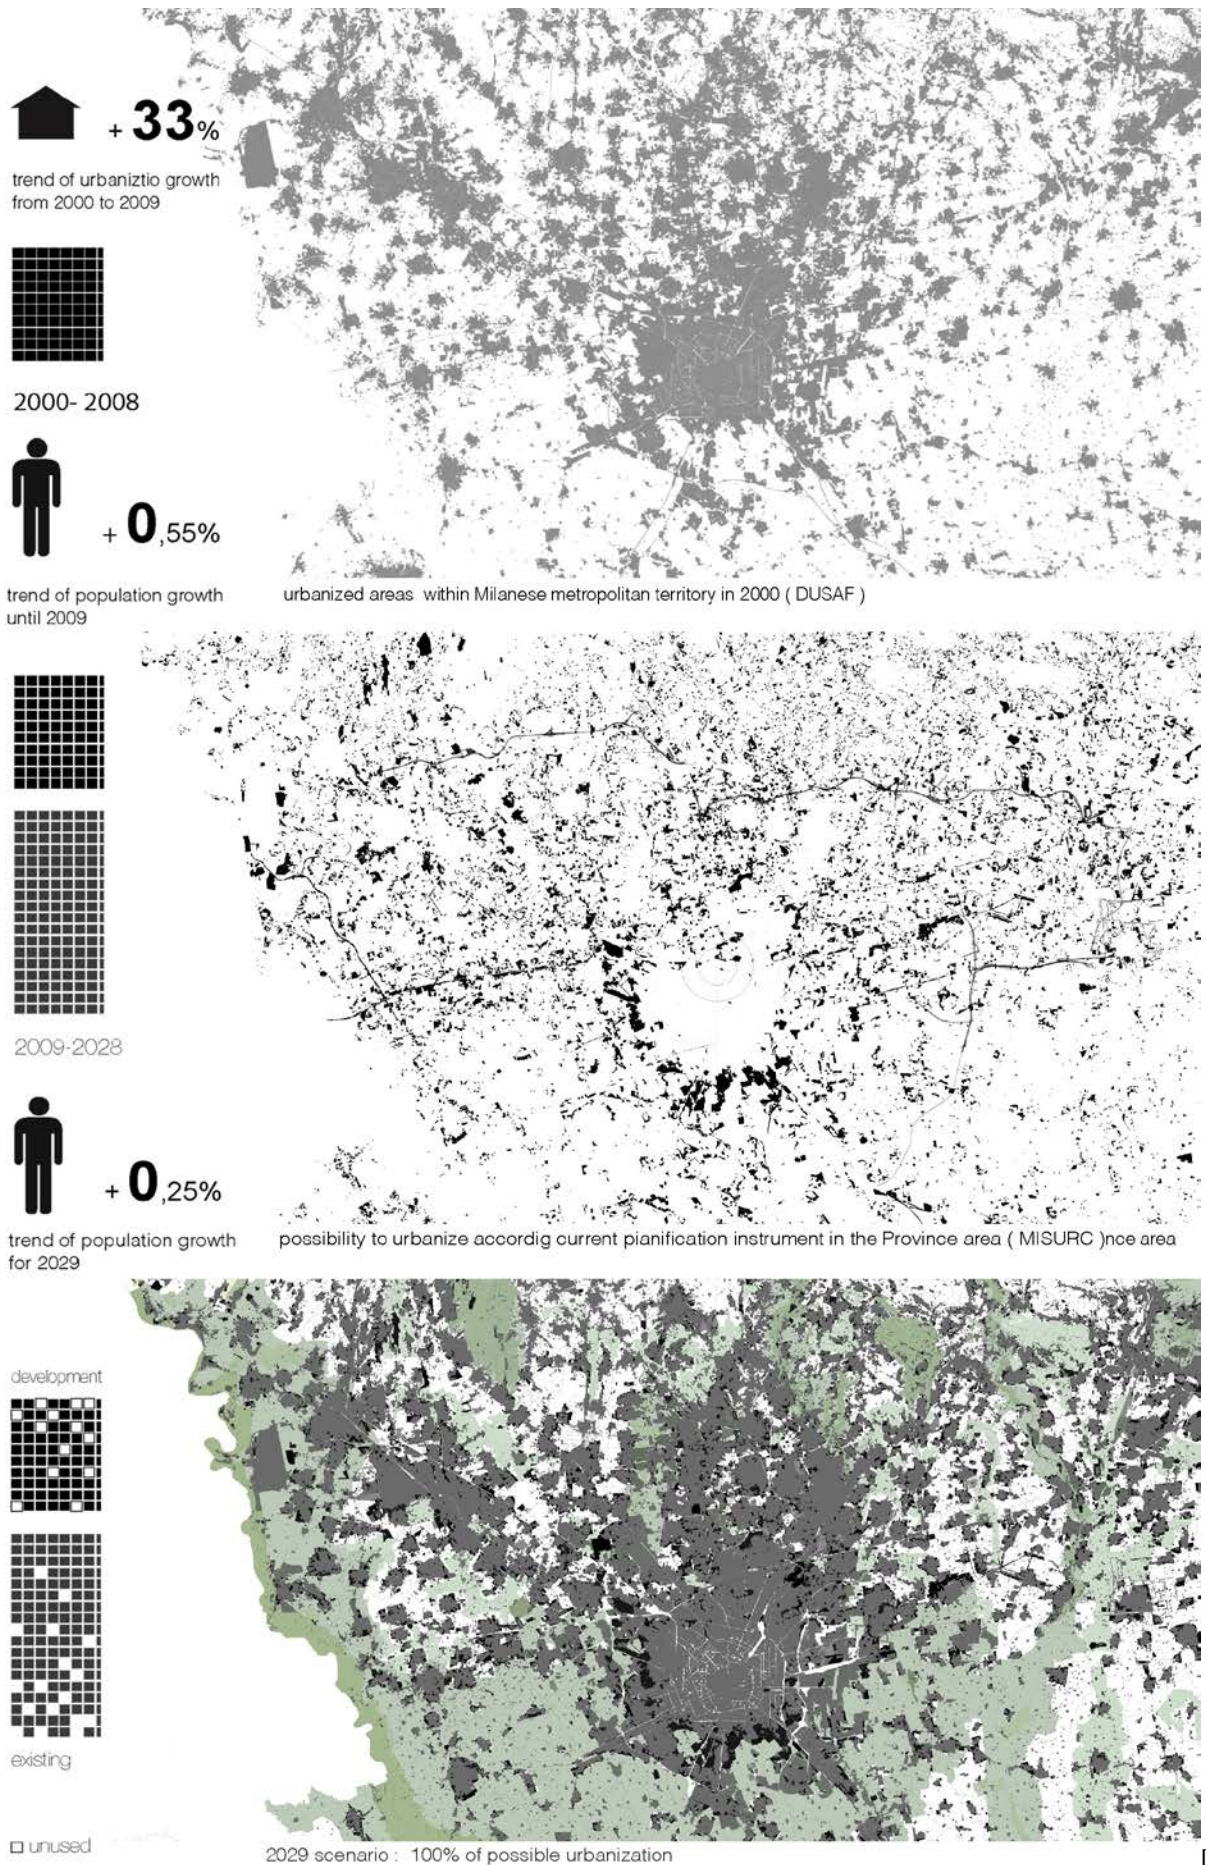 + 33%
trend of urbaniztio growth
from 2000 to 2009
2000- 2008
+ 0,55%
trend of population growth
until 2009
urbanized areas within Milanese metropolitan territory in 2000 ( DUSAF )
2009-2028
+ 0,25%
trend of population growth
for 2029
possibility to urbanize accordig current pianification instrument in the Province area ( MISURC )nce area
development
existing
unused
2029 scenario : 100% of possible urbanization